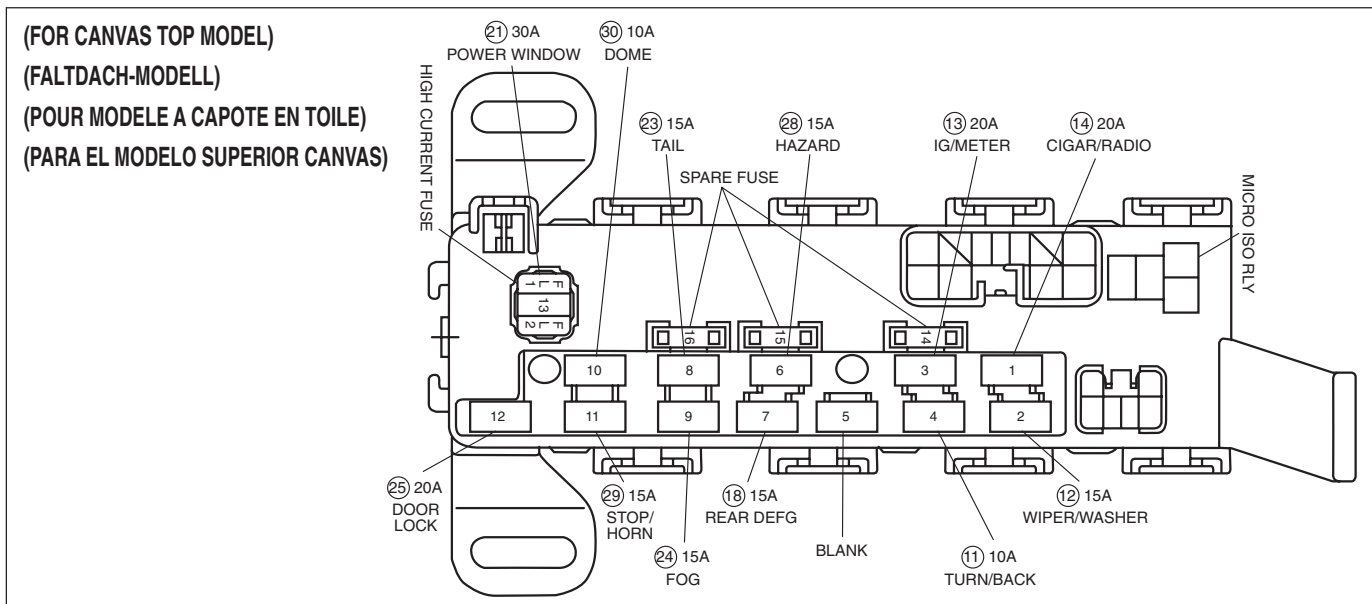 (FOR CANVAS TOP MODEL)
(FALTDACH-MODELL)
(POUR MODELE A CAPOTE EN TOILE)
(PARA EL MODELO SUPERIOR CANVAS)
21 30A
POWER WINDOW
30 10A
DOME
23 15A
TAIL
28 15A
HAZARD
13 20A
IG/METER
14 20A
CIGAR/RADIO
SPARE FUSE
HIGH CURRENT FUSE
MICRO ISO RLY
FL1
13
FL2
16
15
14
10
8
6
3
1
12
11
9
7
5
4
2
25 20A
DOOR
LOCK
29 15A
STOP/
HORN
24 15A
FOG
18 15A
REAR DEFG
BLANK
11 10A
TURN/BACK
12 15A
WIPER/WASHER